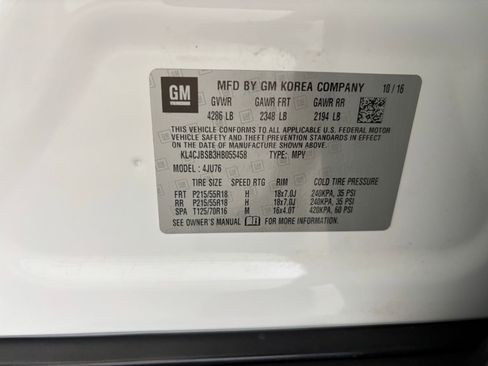 GM
MFD BY GM KOREA COMPANY 10/16
GVWR GAWR FRT GAWR RR
4286 LB 2348 LB 2194 LB
THIS VEHICLE CONFORMS TO ALL APPLICABLE U.S. FEDERAL MOTOR
VEHICLE SAFETY, BUMPER, AND THEFT PREVENTION STANDARDS IN EFFECT
ON THE DATE OF MANUFACTURE SHOWN ABOVE.
KL4CJBSB3HB055458 TYPE: MPV
MODEL: 4JU76
TIRE SIZE SPEED RTG RIM COLD TIRE PRESSURE
FRT P215/55R18 H 18x7.0J 240KPA, 35 PSI
RR P215/55R18 H 18x7.0J 240KPA, 35 PSI
SPA T125/70R16 M 16x4.0T 420KPA, 60 PSI
SEE OWNER'S MANUAL FOR MORE INFORMATION.